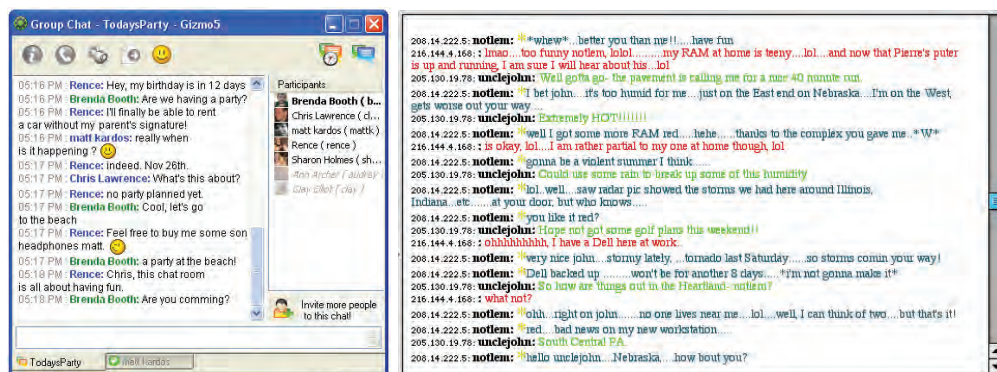 Group Chat - TodaysParty - Gizmo5
05:16 PM: Rence: Hey, my birthday is in 12 days
05:16 PM: Brenda Booth: Are we having a party?
05:16 PM: Rence: I'll finally be able to rent
a car without my parent's signature!
05:16 PM: matt kardos: really when
is it happening ?
05:17 PM: Rence: indeed. Nov 26th.
05:17 PM: Chris Lawrence: What's this about?
05:17 PM: Rence: no party planned yet.
05:17 PM: Brenda Booth: Cool, let's go
to the beach
05:17 PM: Rence: Feel free to buy me some son
headphones matt.
05:17 PM: Brenda Booth: a party at the beach!
05:18 PM: Rence: Chris, this chat room
is all about having fun.
05:18 PM: Brenda Booth: Are you comming?
Participants
Brenda Booth ( b...
Chris Lawrence ( cl...
matt kardos ( mattk )
Rence ( rence )
Sharon Holmes ( sh...
Ann Archer ( audrey
Clay Elliot ( clay )
Invite more people
to this chat!
TodaysParty
matt kardos
208.14.222.5: notlem: *whew*...better you than me!!.....have fun
216.144.4.168: : lmao....too funny notlem, lolol.........my RAM at home is teeny....lol....and now that Pierre's puter
is up and running, I am sure I will hear about his...lol
205.130.19.78: unclejohn: Well gotta go- the pavement is calling me for a nice 40 minute run.
208.14.222.5: notlem: *I bet john....it's too humid for me....just on the East end on Nebraska....I'm on the West,
gets worse out your way....
205.130.19.78: unclejohn: Extremely HOT!!!!!!!
208.14.222.5: notlem: *well I got some more RAM red.....hehe.....thanks to the complex you gave me..*W*
216.144.4.168: : is okay, lol....I am rather partial to my one at home though, lol
208.14.222.5: notlem: *gonna be a violent summer I think......
205.130.19.78: unclejohn: Could use some rain to break up some of this humidity
208.14.222.5: notlem: *lol..well....saw radar pic showed the storms we had here around Illinois,
Indiana...etc.......at your door, but who knows.....
208.14.222.5: notlem: *you like it red?
205.130.19.78: unclejohn: Hope not got some golf plans this weekend!!
216.144.4.168: : ohhhhhhhhh, I have a Dell here at work..
208.14.222.5: notlem: *very nice john....stormy lately, ...tornado last Saturday......so storms comin your way!
208.14.222.5: notlem: *Dell backed up ..........won't be for another 8 days.....*i'm not gonna make it*
205.130.19.78: unclejohn: So how are things out in the Heartland- notlem?
216.144.4.168: : what not?
208.14.222.5: notlem: *ohh...right on john........no one lives near me....lol....well, I can think of two....but that's it!
208.14.222.5: notlem: *red....bad news on my new workstation.....
205.130.19.78: unclejohn: South Central PA.
208.14.222.5: notlem: *hello unclejohn....Nebraska,....how bout you?